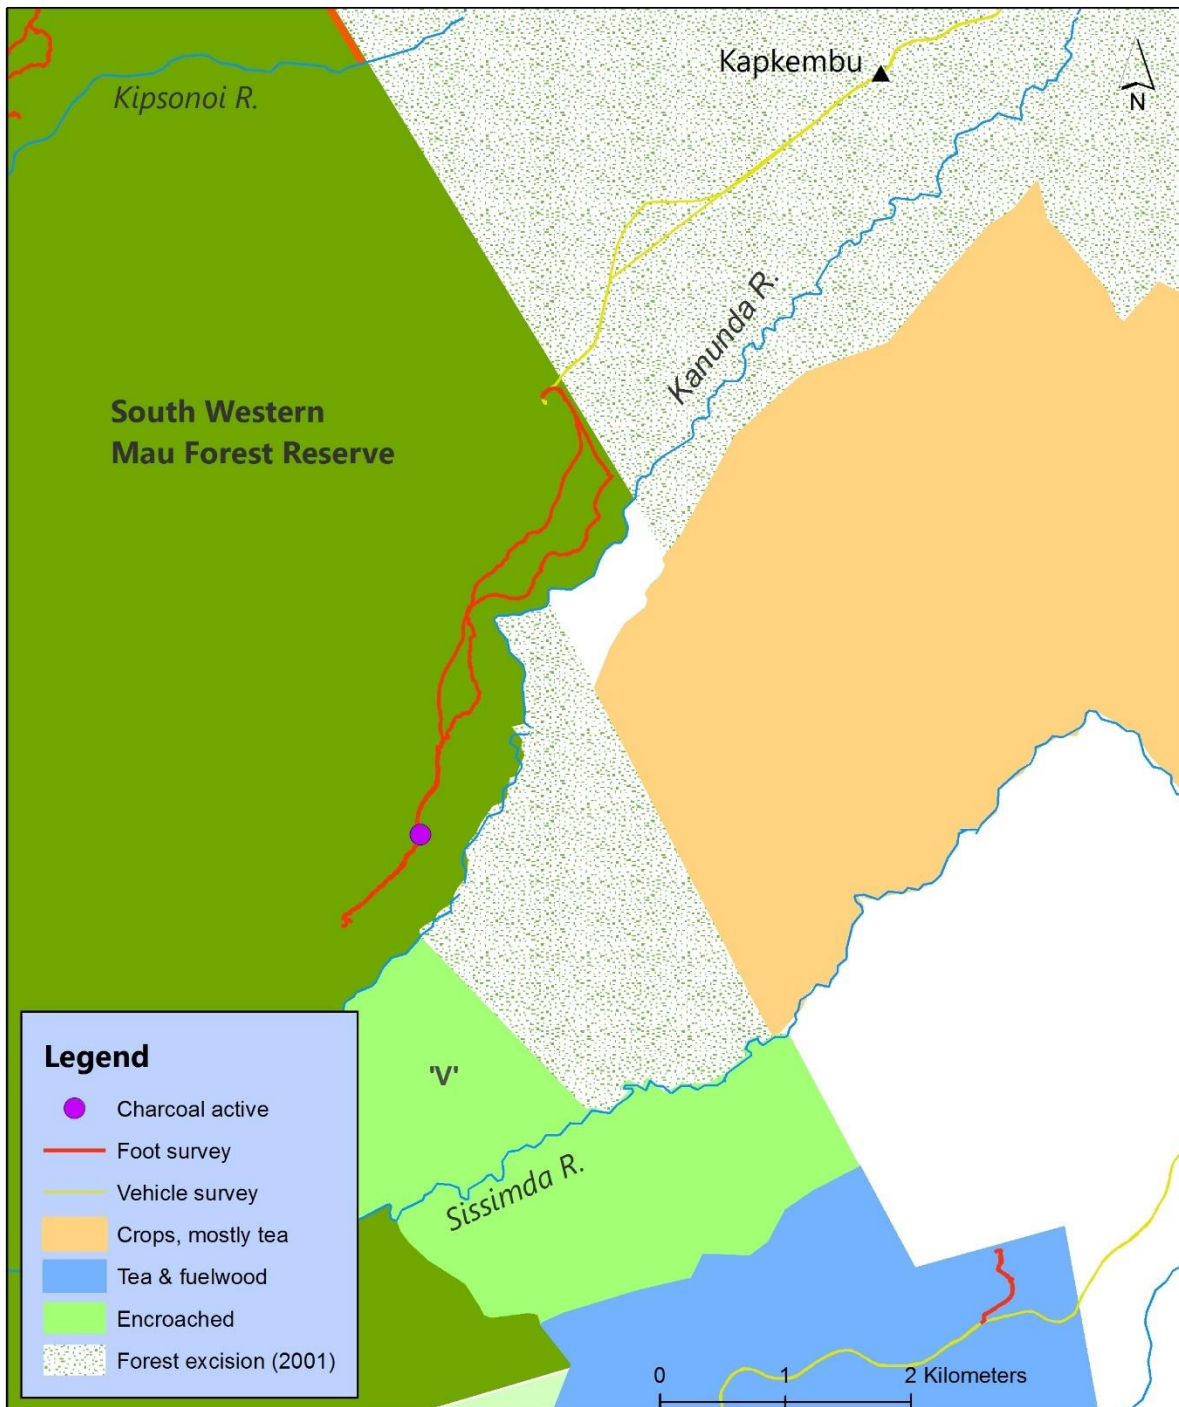 Kapkembu
N
Kipsonoi R.
Kanunda R.
South Western
Mau Forest Reserve
'V'
Sissimda R.
Legend
Charcoal active
Foot survey
Vehicle survey
Crops, mostly tea
Tea & fuelwood
Encroached
Forest excision (2001)
0 1 2 Kilometers